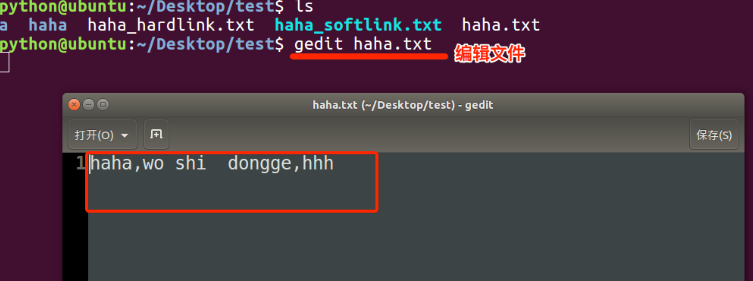 python@ubuntu:~/Desktop/test$ ls
a haha haha_hardlink.txt haha_softlink.txt haha.txt
python@ubuntu:~/Desktop/test$ gedit haha.txt 编辑文件
haha.txt (~/Desktop/test) - gedit
打开(O) 保存(S)
1 haha,wo shi  dongge,hhh